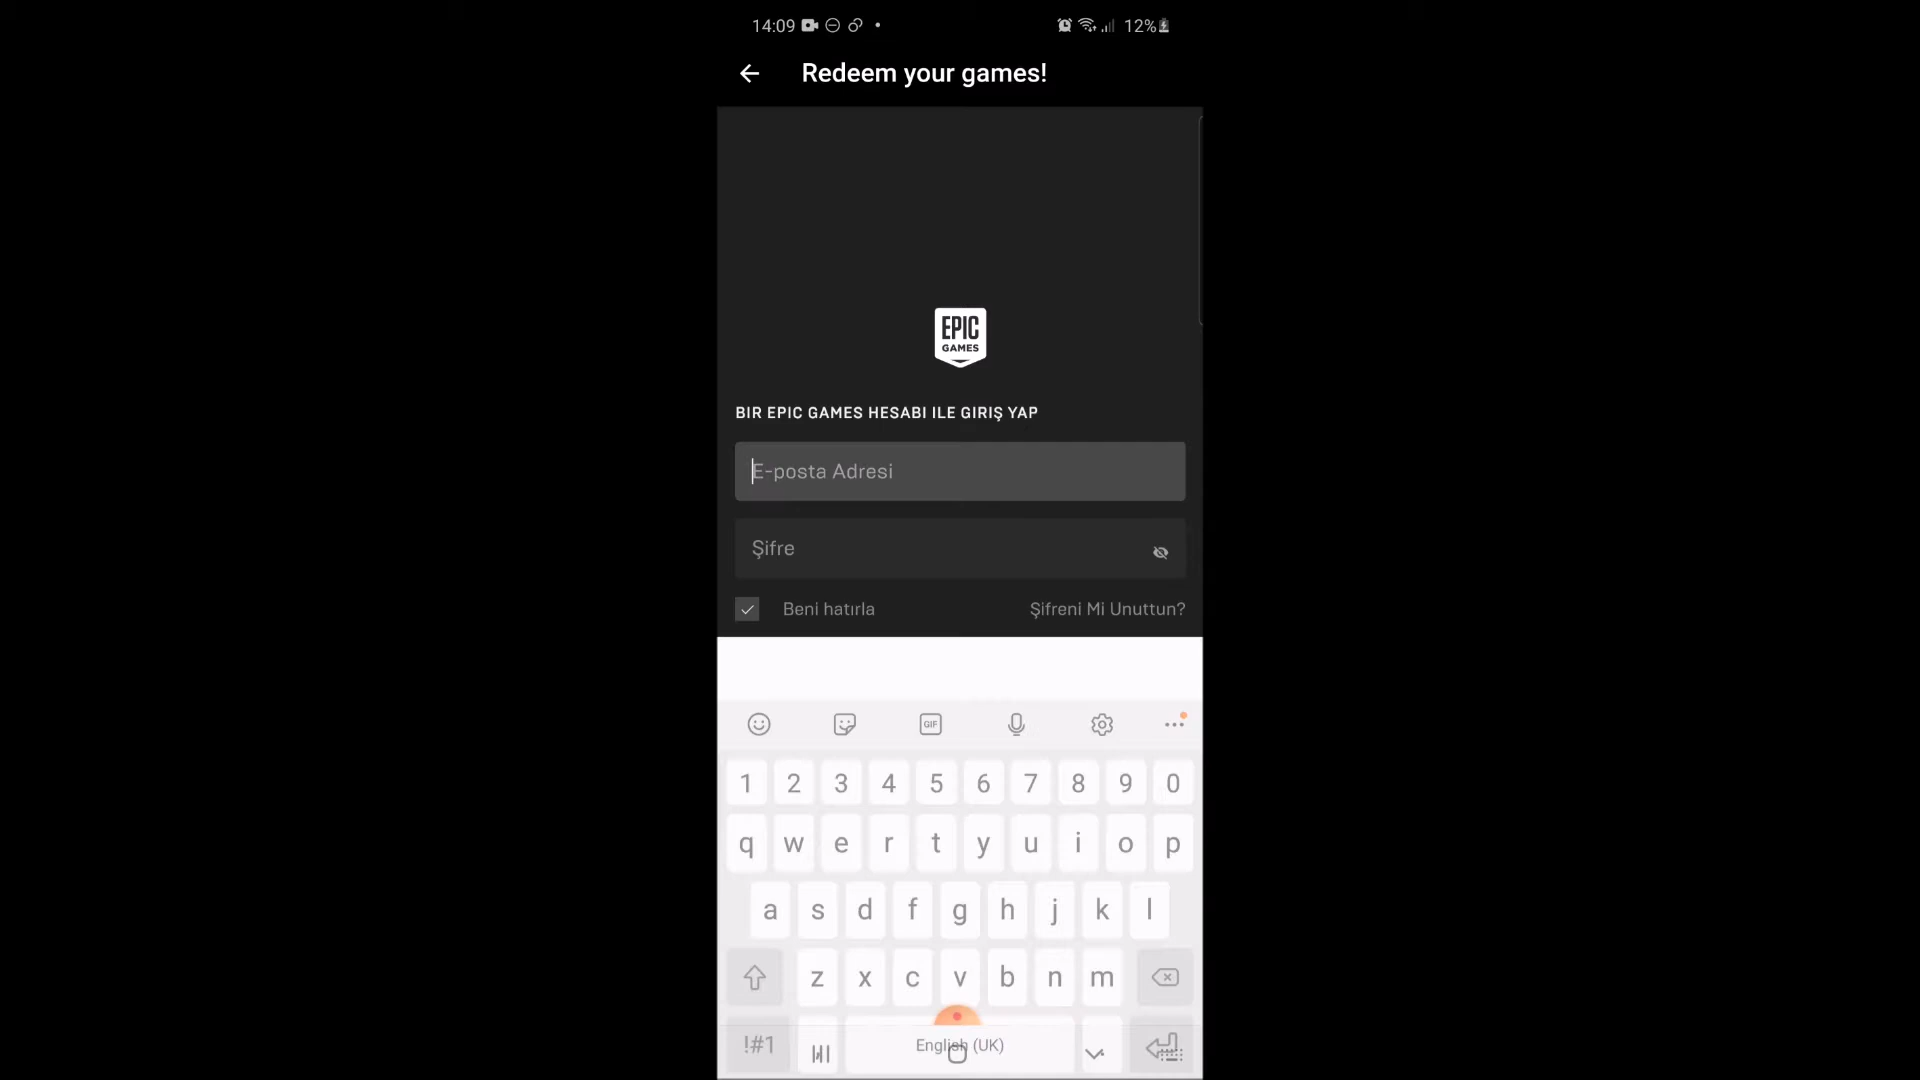 14:09 12%
Redeem your games!
EPIC
GAMES
BIR EPIC GAMES HESABI ILE GIRIŞ YAP
E-posta Adresi
Şifre
Beni hatırla Şifreni Mi Unuttun?
GIF
1 2 3 4 5 6 7 8 9 0
q w e r t y u i o p
a s d f g h j k l
z x c v b n m
!#1 English (UK)